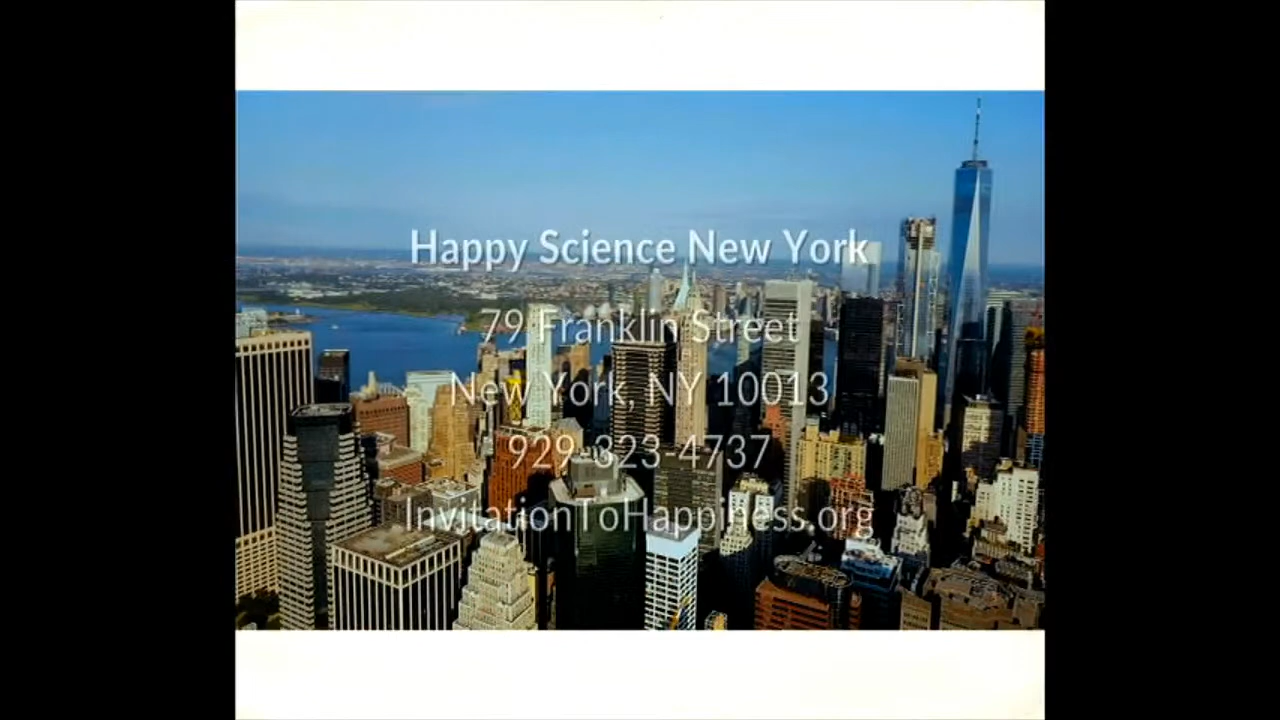 Happy Science New York
79 Franklin Street
New York, NY 10013
929-323-4737
InvitationToHappiness.org